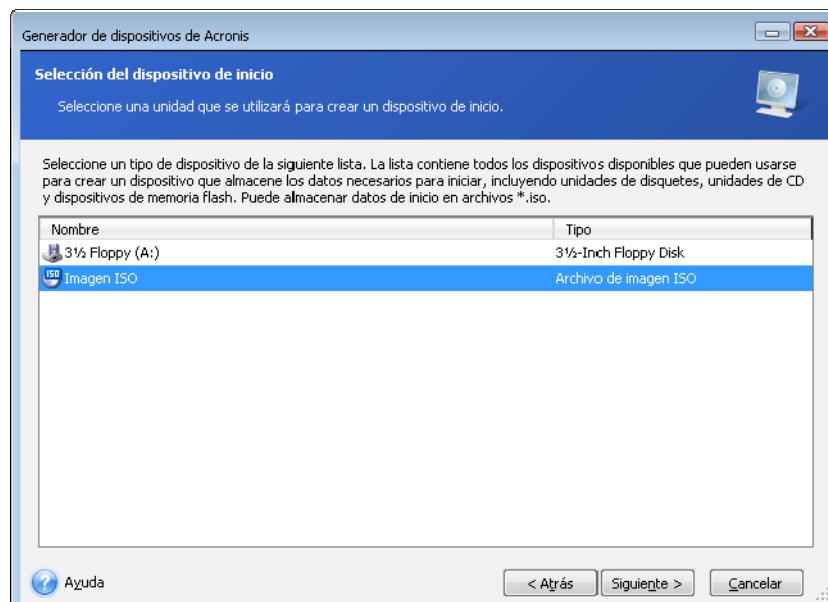 Generador de dispositivos de Acronis
Selección del dispositivo de inicio
Seleccione una unidad que se utilizará para crear un dispositivo de inicio.
Seleccione un tipo de dispositivo de la siguiente lista. La lista contiene todos los dispositivos disponibles que pueden usarse
para crear un dispositivo que almacene los datos necesarios para iniciar, incluyendo unidades de disquetes, unidades de CD
y dispositivos de memoria flash. Puede almacenar datos de inicio en archivos *.iso.
Nombre Tipo
3½ Floppy (A:) 3½-Inch Floppy Disk
ISO Imagen ISO Archivo de imagen ISO
Ayuda < Atrás Siguiente > Cancelar